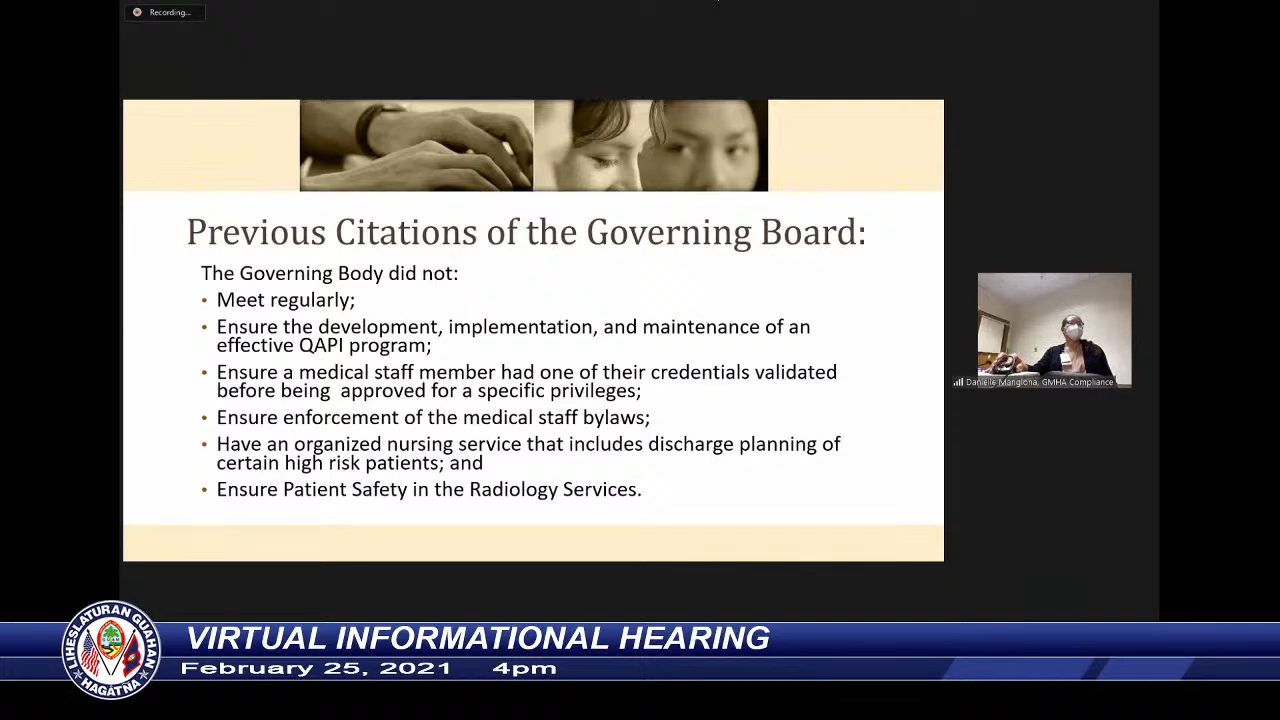 Recording...
Previous Citations of the Governing Board:
The Governing Body did not:
• Meet regularly;
• Ensure the development, implementation, and maintenance of an
effective QAPI program;
• Ensure a medical staff member had one of their credentials validated
before being approved for a specific privileges;
• Ensure enforcement of the medical staff bylaws;
• Have an organized nursing service that includes discharge planning of
certain high risk patients; and
• Ensure Patient Safety in the Radiology Services.
Danielle Manglona, GMHA Compliance
LIHESLATURAN GUAHAN
HAGATNA
VIRTUAL INFORMATIONAL HEARING
February 25, 2021 4pm